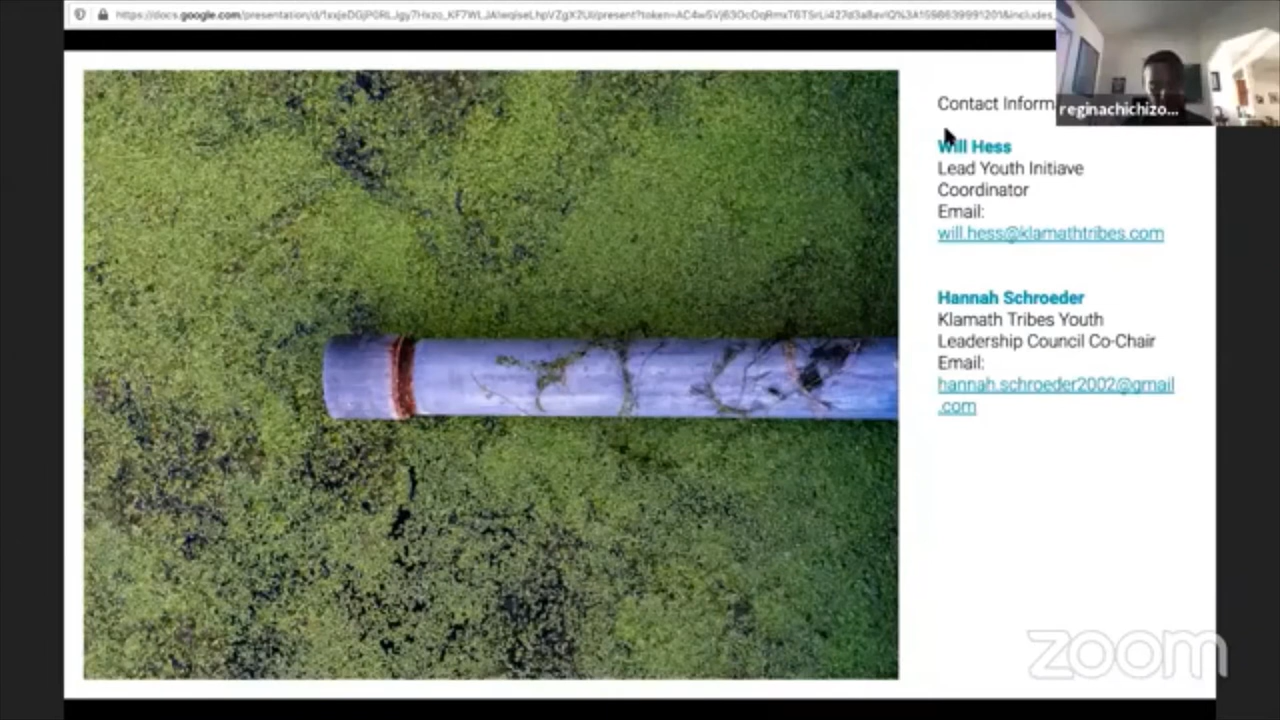 Contact Inform
reginachichizo...
Will Hess
Lead Youth Initiave
Coordinator
Email:
will.hess@klamathtribes.com
Hannah Schroeder
Klamath Tribes Youth
Leadership Council Co-Chair
Email:
hannah.schroeder2002@gmail
.com
zoom